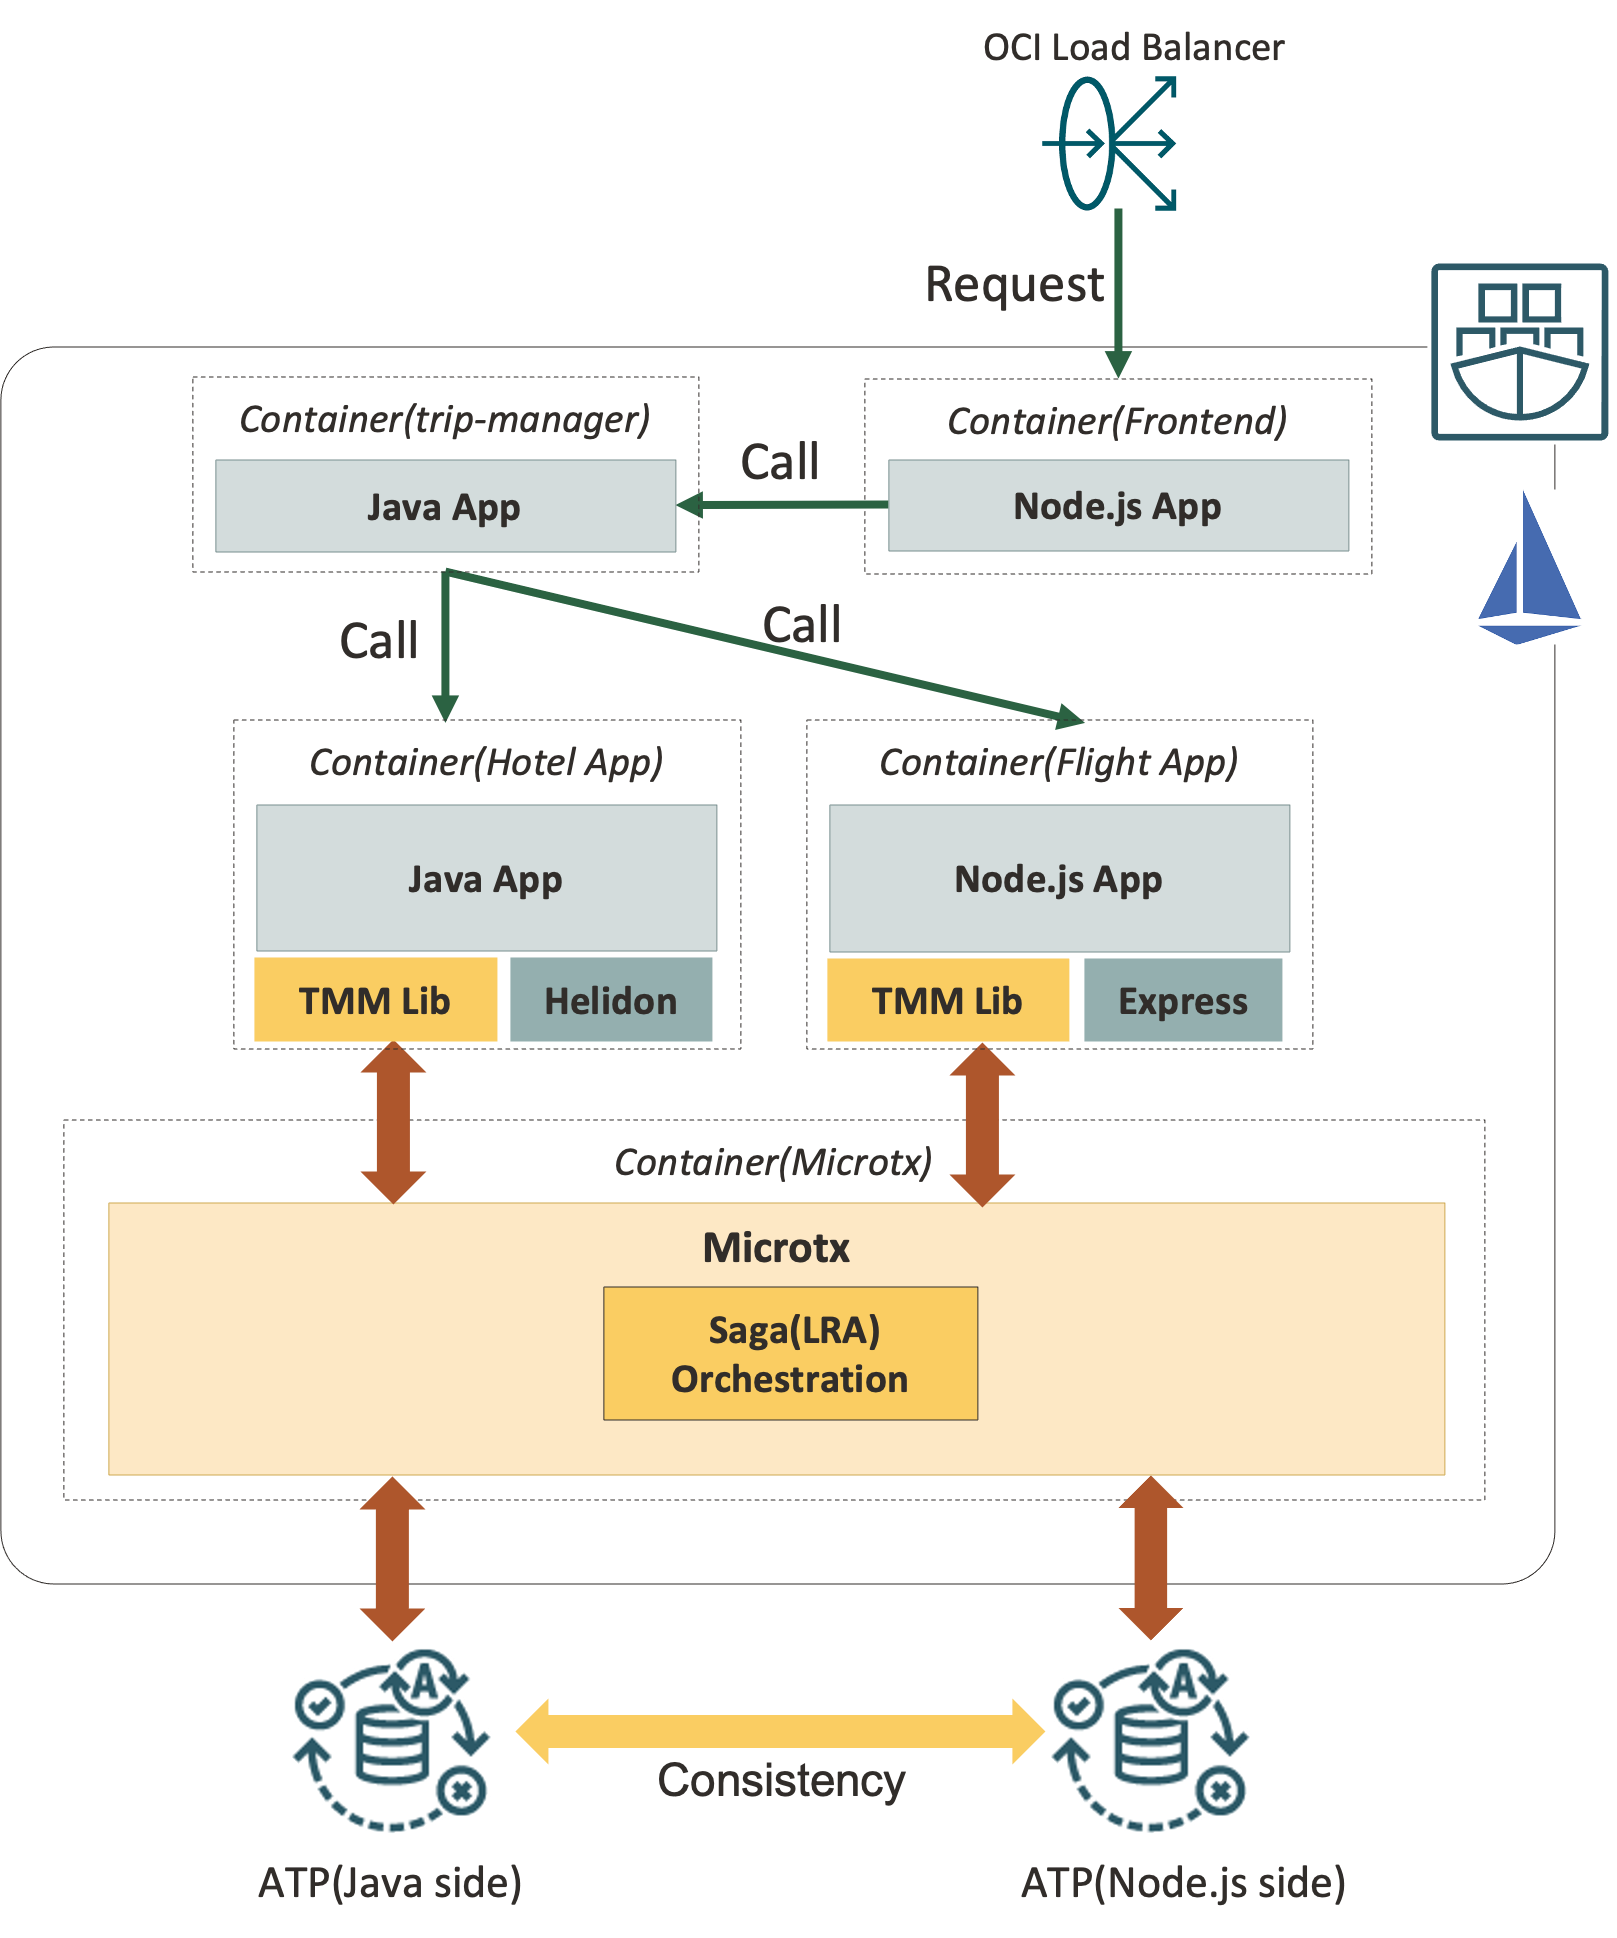 OCI Load Balancer
Request
Container(trip-manager)
Java App
Call
Container(Frontend)
Node.js App
Call
Call
Container(Hotel App)
Java App
TMM Lib
Helidon
Container(Flight App)
Node.js App
TMM Lib
Express
Container(Microtx)
Microtx
Saga(LRA)
Orchestration
A
A
Consistency
ATP(Java side)
ATP(Node.js side)